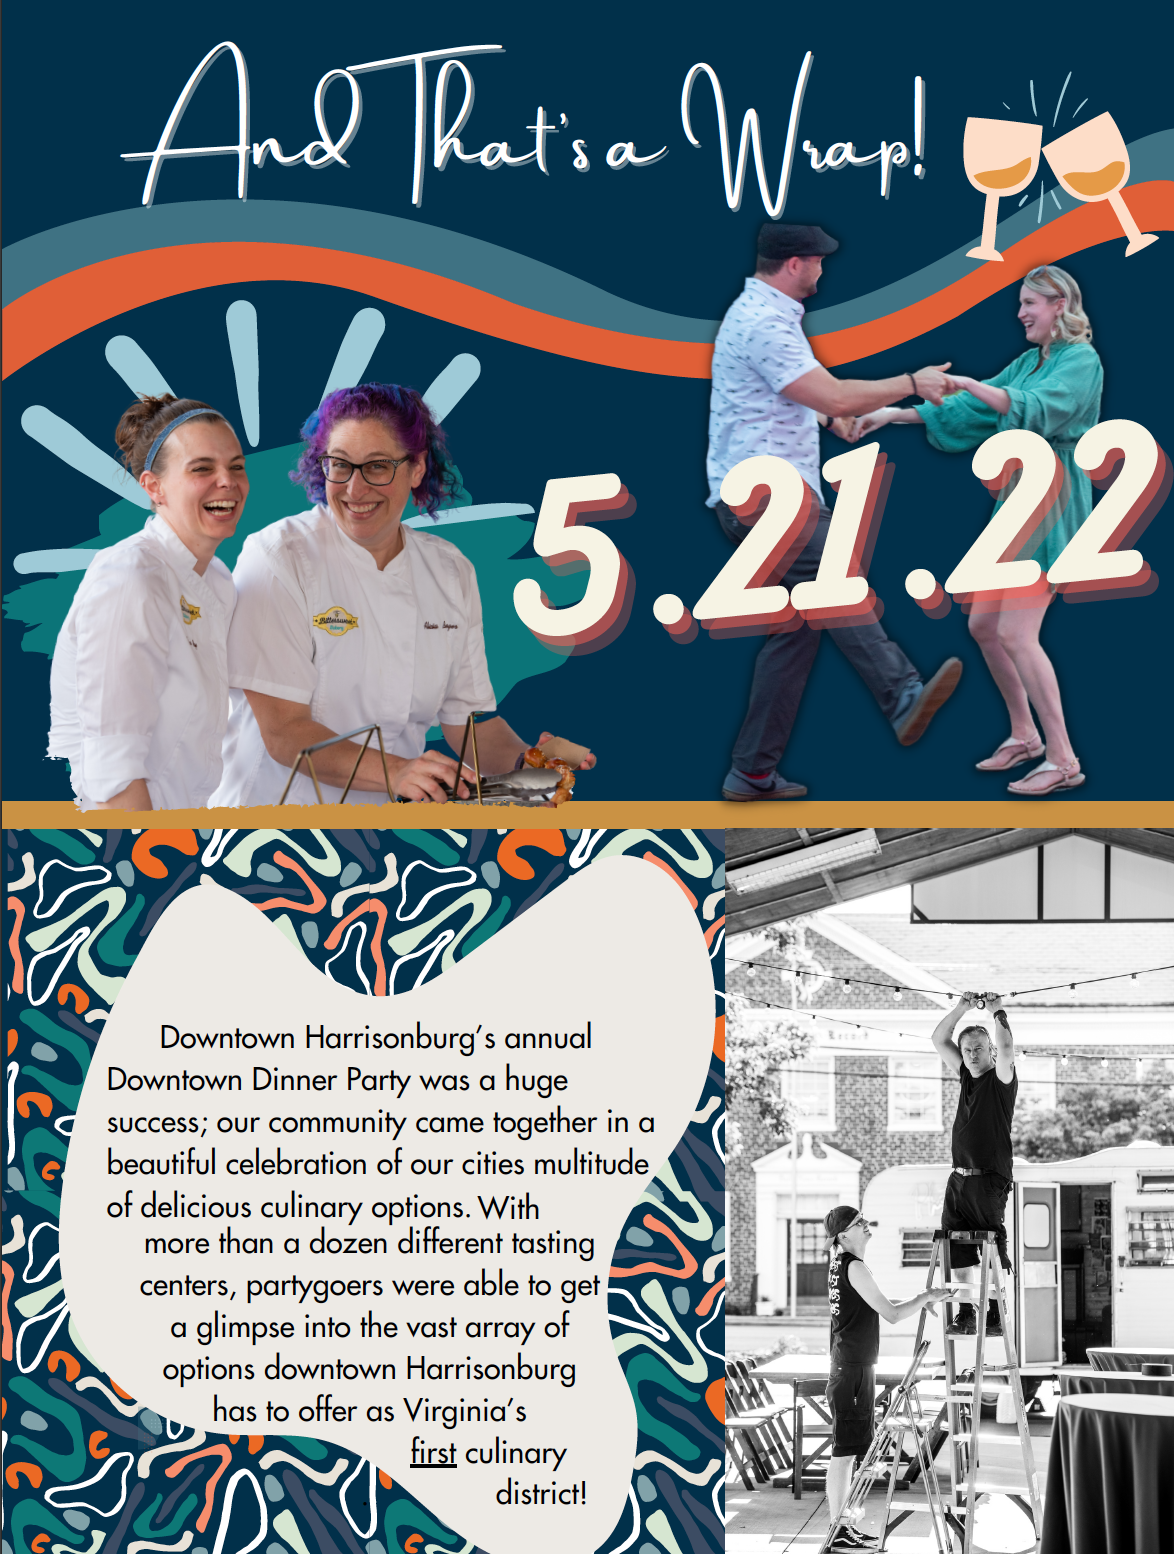 And That's a Wrap!
5.21.22
Bittersweet
Bakery
Downtown Harrisonburg's annual
Downtown Dinner Party was a huge
success; our community came together in a
beautiful celebration of our cities multitude
of delicious culinary options. With
more than a dozen different tasting
centers, partygoers were able to get
a glimpse into the vast array of
options downtown Harrisonburg
has to offer as Virginia's
first culinary
district!